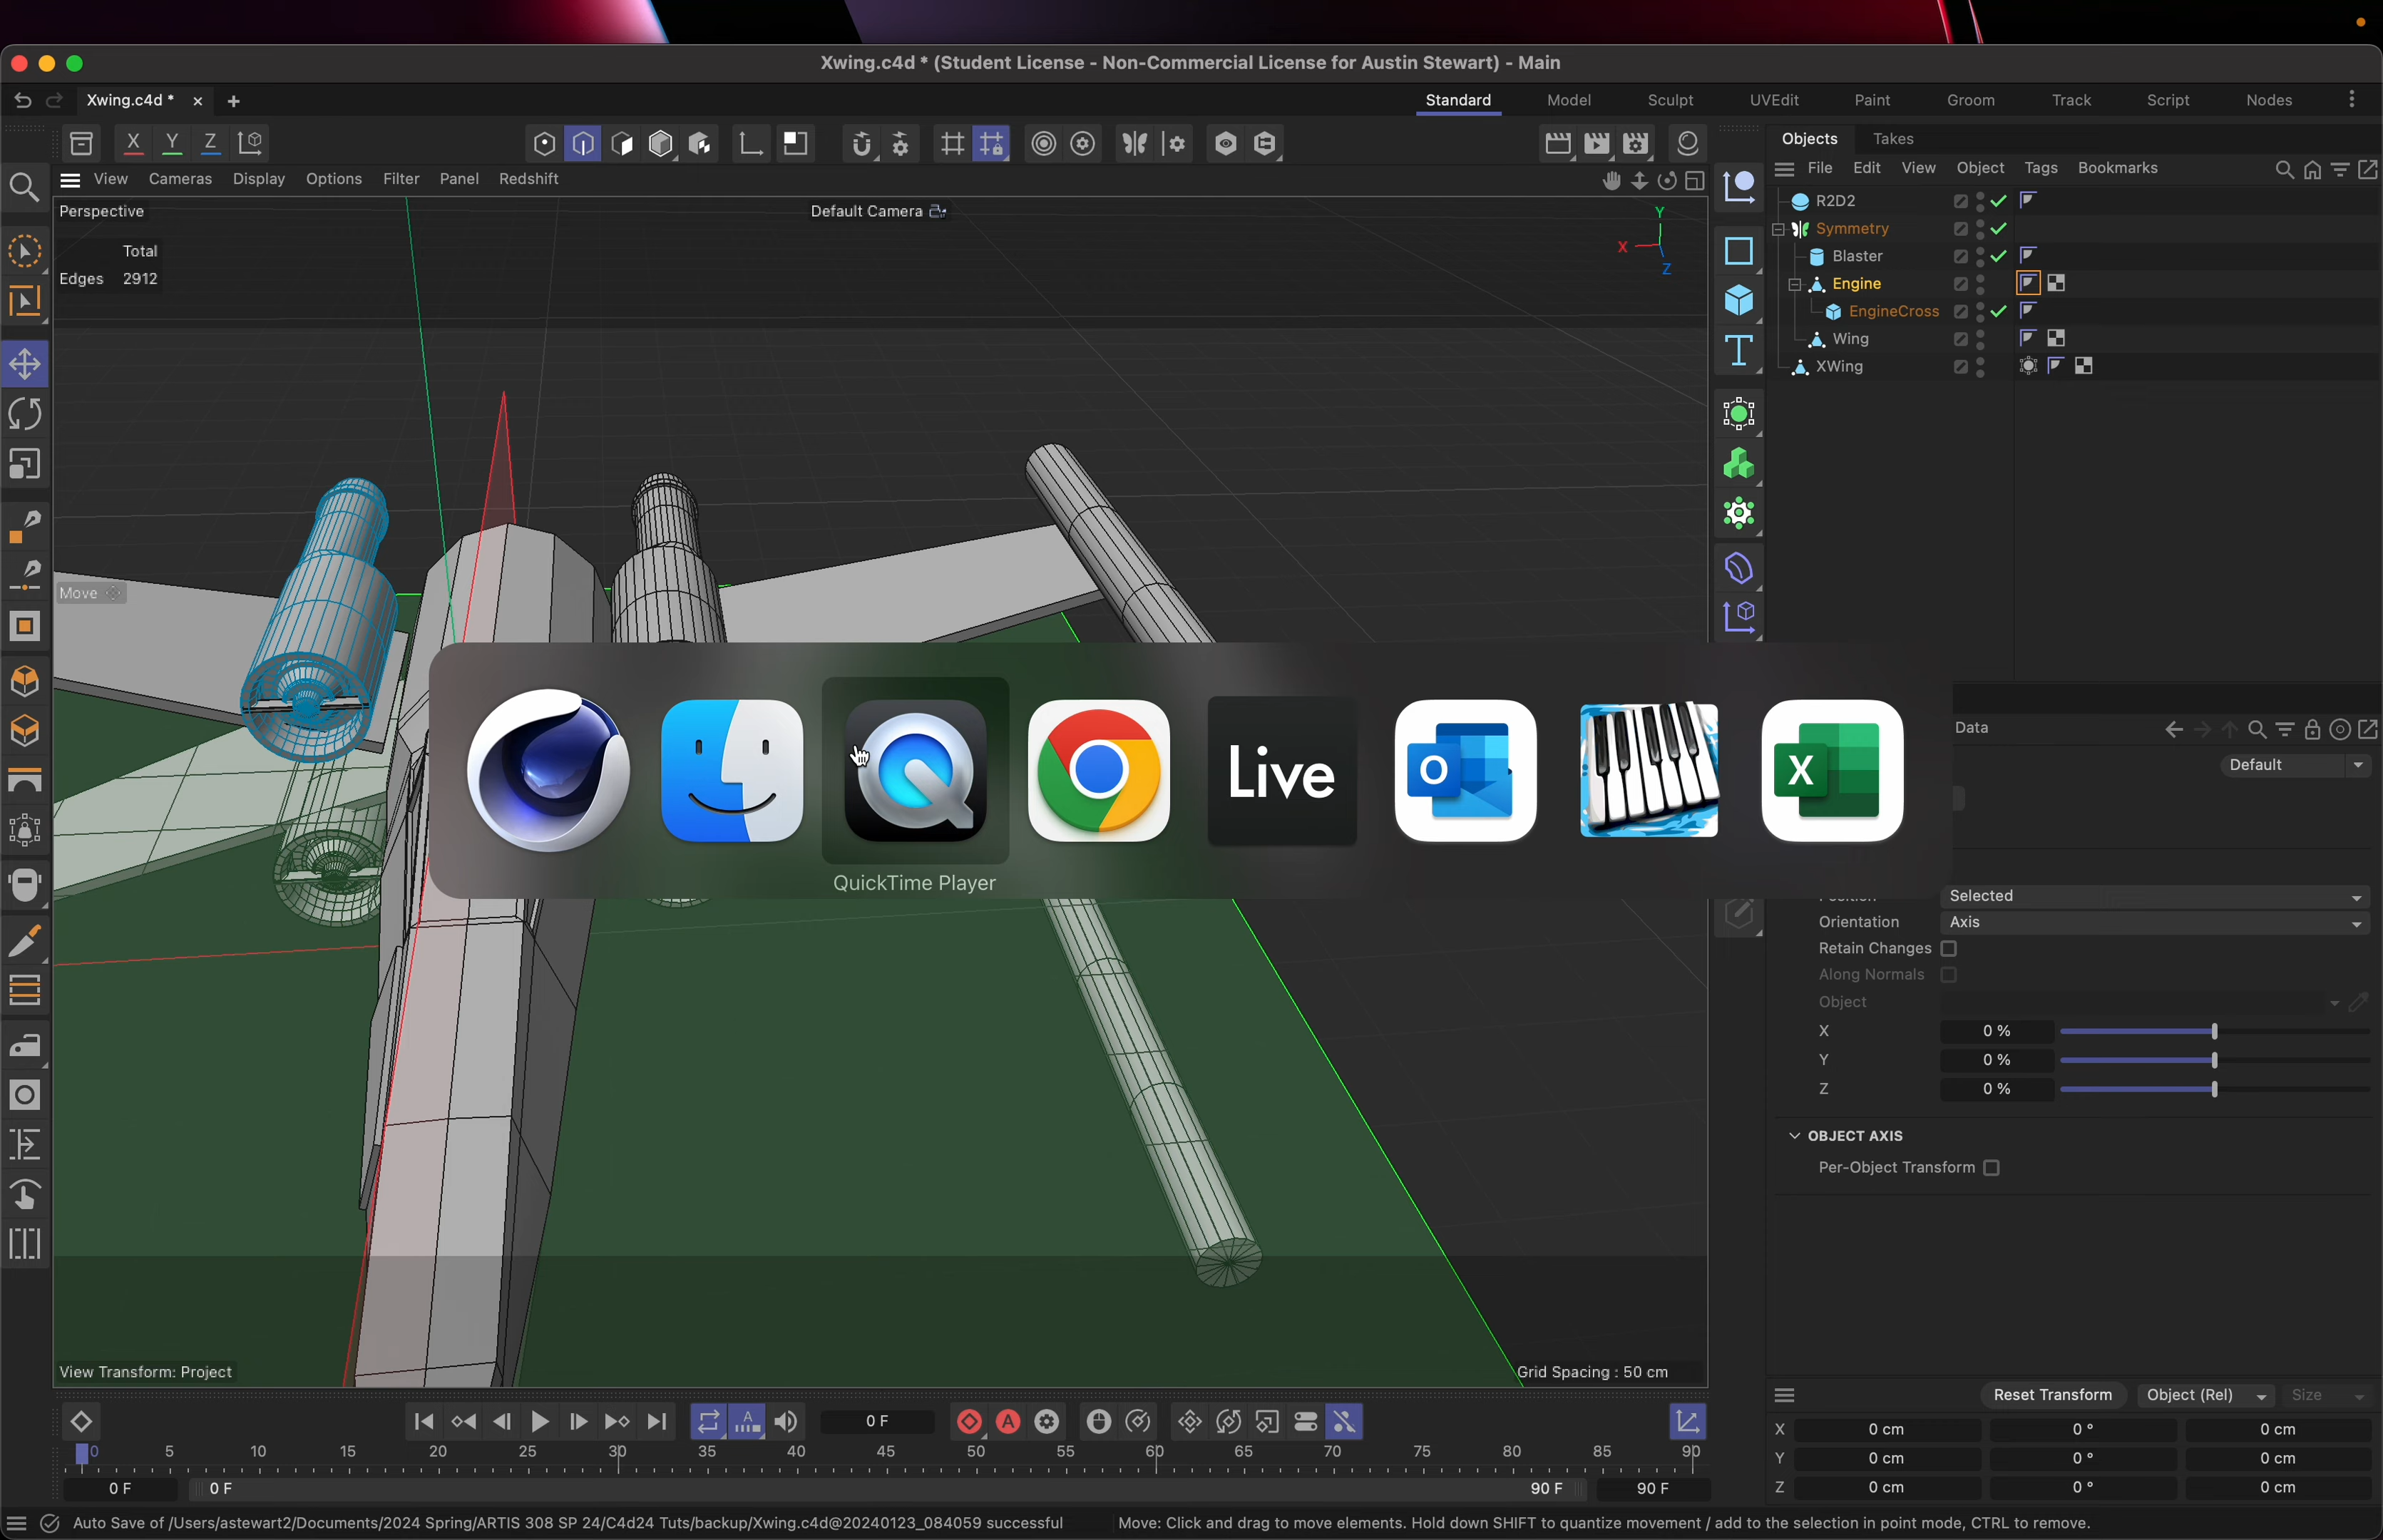 Xwing.c4d * (Student License - Non-Commercial License for Austin Stewart) - Main
Xwing.c4d *
Standard Model Sculpt UVEdit Paint Groom Track Script Nodes
X Y Z
Objects Takes
File Edit View Object Tags Bookmarks
View Cameras Display Options Filter Panel Redshift
Perspective
Default Camera
Y
X
Z
Total
Edges 2912
R2D2
Symmetry
Blaster
Engine
EngineCross
Wing
XWing
Move
Live
QuickTime Player
Data
Default
Selected
Orientation Axis
Retain Changes
Along Normals
Object
X 0 %
Y 0 %
Z 0 %
OBJECT AXIS
Per-Object Transform
View Transform: Project
Grid Spacing : 50 cm
Reset Transform Object (Rel) Size
0 F
0 5 10 15 20 25 30 35 40 45 50 55 60 65 70 75 80 85 90
0 F 0 F 90 F 90 F
X 0 cm 0 ° 0 cm
Y 0 cm 0 ° 0 cm
Z 0 cm 0 ° 0 cm
Auto Save of /Users/astewart2/Documents/2024 Spring/ARTIS 308 SP 24/C4d24 Tuts/backup/Xwing.c4d@20240123_084059 successful
Move: Click and drag to move elements. Hold down SHIFT to quantize movement / add to the selection in point mode, CTRL to remove.